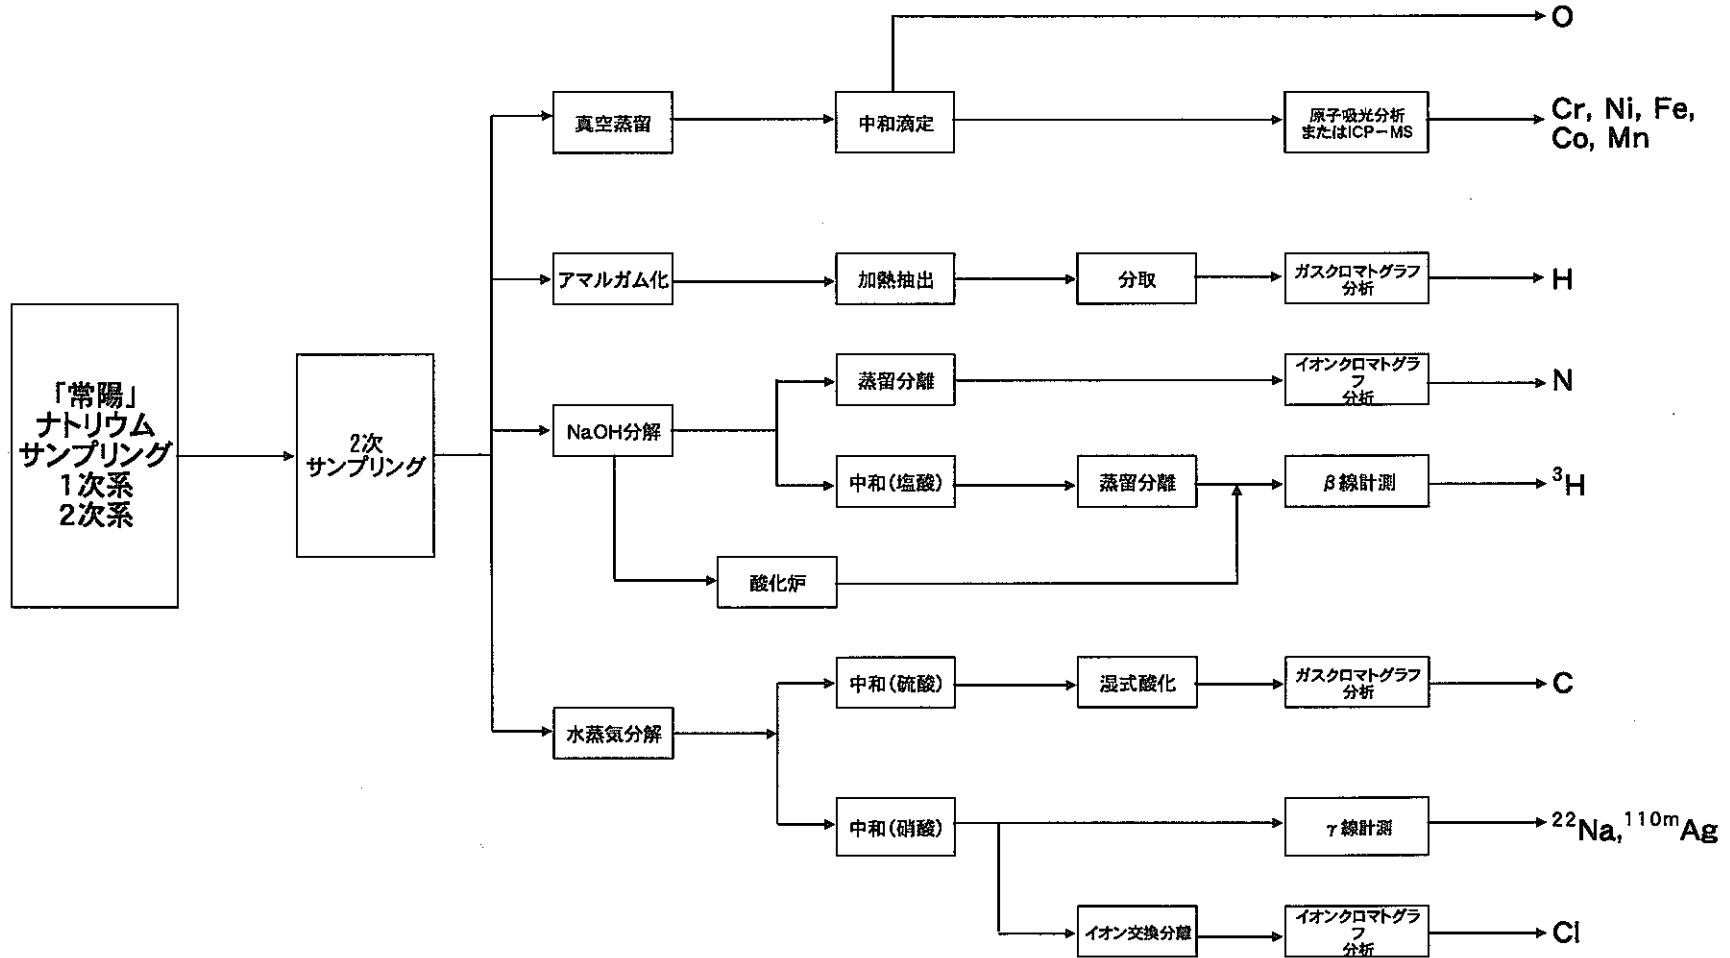 O
真空蒸留
中和滴定
原子吸光分析
またはICP－MS
Cr, Ni, Fe,
Co, Mn
アマルガム化
加熱抽出
分取
ガスクロマトグラフ
分析
H
「常陽」
ナトリウム
サンプリング
1次系
2次系
2次
サンプリング
蒸留分離
イオンクロマトグラ
フ
分析
N
NaOH分解
中和(塩酸)
蒸留分離
β線計測
³H
酸化炉
中和(硫酸)
湿式酸化
ガスクロマトグラフ
分析
C
水蒸気分解
中和(硝酸)
γ線計測
²²Na, ¹¹⁰ᵐAg
イオン交換分離
イオンクロマトグラ
フ
分析
Cl